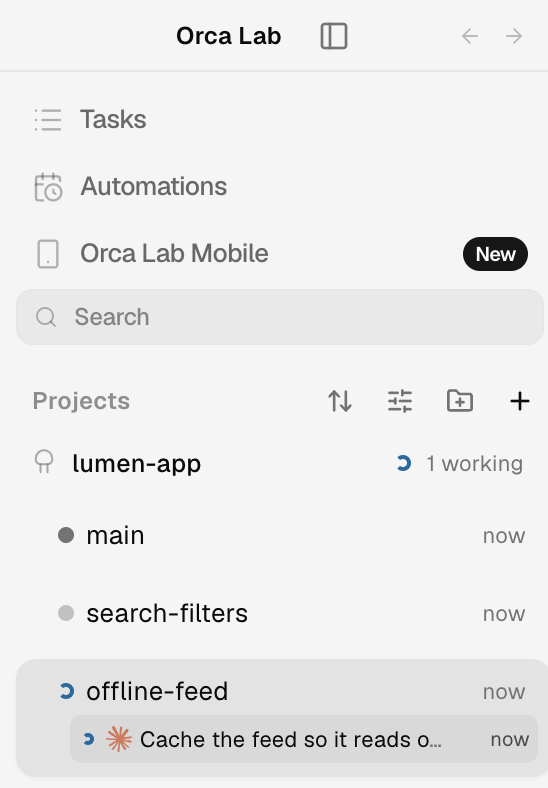 Orca Lab
Tasks
Automations
Orca Lab Mobile New
Search
Projects
lumen-app 1 working
main now
search-filters now
offline-feed now
Cache the feed so it reads o... now